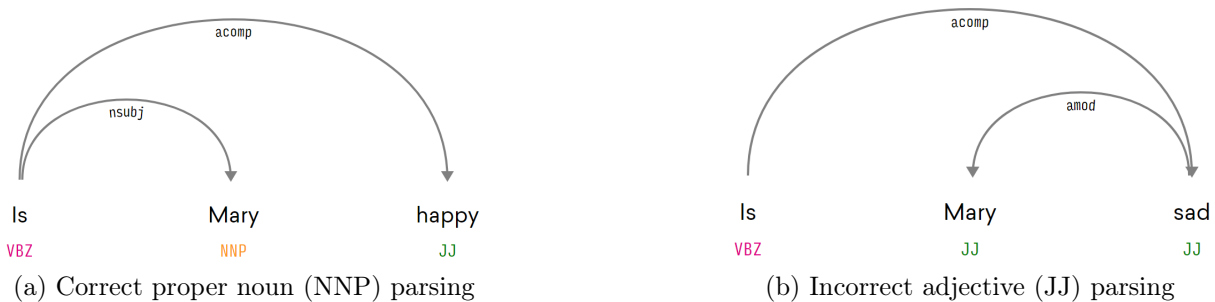 acomp
nsubj
Is Mary happy
VBZ NNP JJ
(a) Correct proper noun (NNP) parsing
acomp
amod
Is Mary sad
VBZ JJ JJ
(b) Incorrect adjective (JJ) parsing